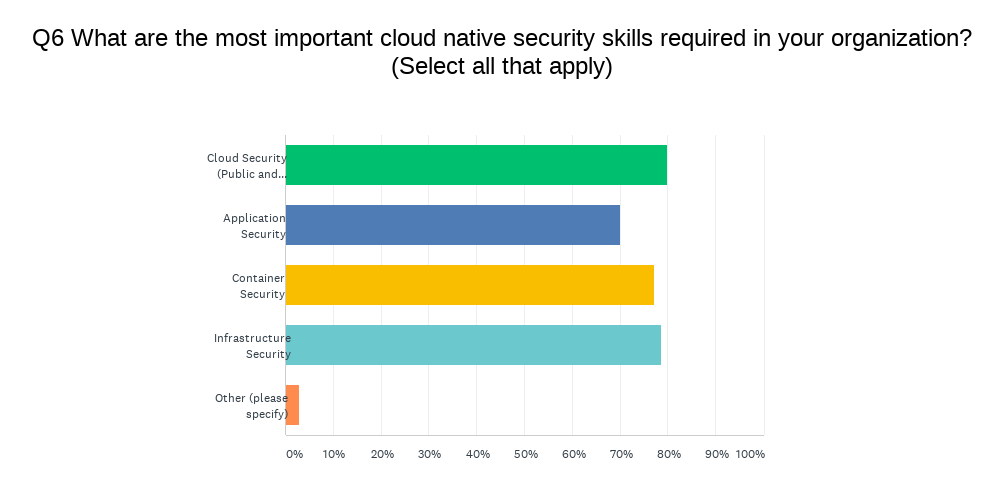 Q6 What are the most important cloud native security skills required in your organization?
(Select all that apply)
Cloud Security
(Public and...
Application
Security
Container
Security
Infrastructure
Security
Other (please
specify)
0% 10% 20% 30% 40% 50% 60% 70% 80% 90% 100%